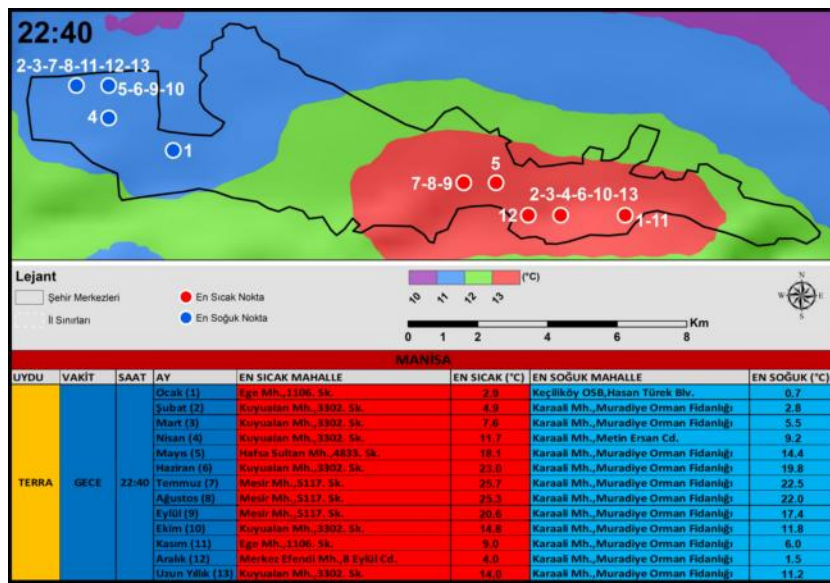 22:40
2-3-7-8-11-12-13
5-6-9-10
4
1
5
7-8-9
2-3-4-6-10-13
12
1-11
Lejant
Şehir Merkezleri
En Sıcak Nokta
İl Sınırları
En Soğuk Nokta
(°C)
10 11 12 13
N
W E
S
Km
0 1 2 4 6 8
MANİSA
UYDU VAKİT SAAT AY EN SICAK MAHALLE EN SICAK (°C) EN SOĞUK MAHALLE EN SOĞUK (°C)
TERRA GECE 22:40
Ocak (1) Ege Mh.,1106. Sk. 2.9 Keçiliköy OSB,Hasan Türek Blv. 0.7
Şubat (2) Kuyualan Mh.,3302. Sk. 4.9 Karaali Mh.,Muradiye Orman Fidanlığı 2.8
Mart (3) Kuyualan Mh.,3302. Sk. 7.6 Karaali Mh.,Muradiye Orman Fidanlığı 5.5
Nisan (4) Kuyualan Mh.,3302. Sk. 11.7 Karaali Mh.,Metin Ersan Cd. 9.2
Mayıs (5) Hafsa Sultan Mh.,4833. Sk. 18.1 Karaali Mh.,Muradiye Orman Fidanlığı 14.4
Haziran (6) Kuyualan Mh.,3302. Sk. 23.0 Karaali Mh.,Muradiye Orman Fidanlığı 19.8
Temmuz (7) Mesir Mh.,5117. Sk. 25.7 Karaali Mh.,Muradiye Orman Fidanlığı 22.5
Ağustos (8) Mesir Mh.,5117. Sk. 25.3 Karaali Mh.,Muradiye Orman Fidanlığı 22.0
Eylül (9) Mesir Mh.,5117. Sk. 20.6 Karaali Mh.,Muradiye Orman Fidanlığı 17.4
Ekim (10) Kuyualan Mh.,3302. Sk. 14.8 Karaali Mh.,Muradiye Orman Fidanlığı 11.8
Kasım (11) Ege Mh.,1106. Sk. 9.0 Karaali Mh.,Muradiye Orman Fidanlığı 6.0
Aralık (12) Merkez Efendi Mh.,8 Eylül Cd. 4.0 Karaali Mh.,Muradiye Orman Fidanlığı 1.5
Uzun Yıllık (13) Kuyualan Mh.,3302. Sk. 14.0 Karaali Mh.,Muradiye Orman Fidanlığı 11.2